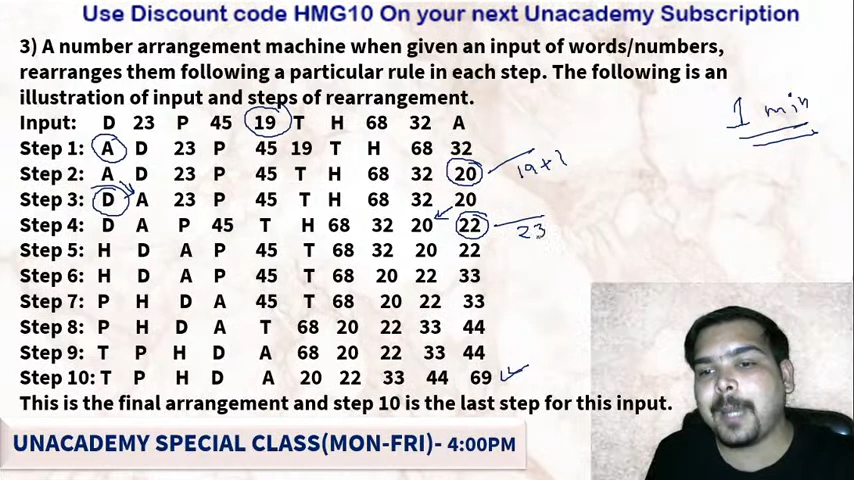 Use Discount code HMG10 On your next Unacademy Subscription
3) A number arrangement machine when given an input of words/numbers,
rearranges them following a particular rule in each step. The following is an
illustration of input and steps of rearrangement.
Input: D 23 P 45 19 T H 68 32 A
Step 1: A D 23 P 45 19 T H 68 32
Step 2: A D 23 P 45 T H 68 32 20
Step 3: D A 23 P 45 T H 68 32 20
Step 4: D A P 45 T H 68 32 20 22
Step 5: H D A P 45 T 68 32 20 22
Step 6: H D A P 45 T 68 20 22 33
Step 7: P H D A 45 T 68 20 22 33
Step 8: P H D A T 68 20 22 33 44
Step 9: T P H D A 68 20 22 33 44
Step 10: T P H D A 20 22 33 44 69
This is the final arrangement and step 10 is the last step for this input.
1 min
19+1
23
UNACADEMY SPECIAL CLASS(MON-FRI)- 4:00PM